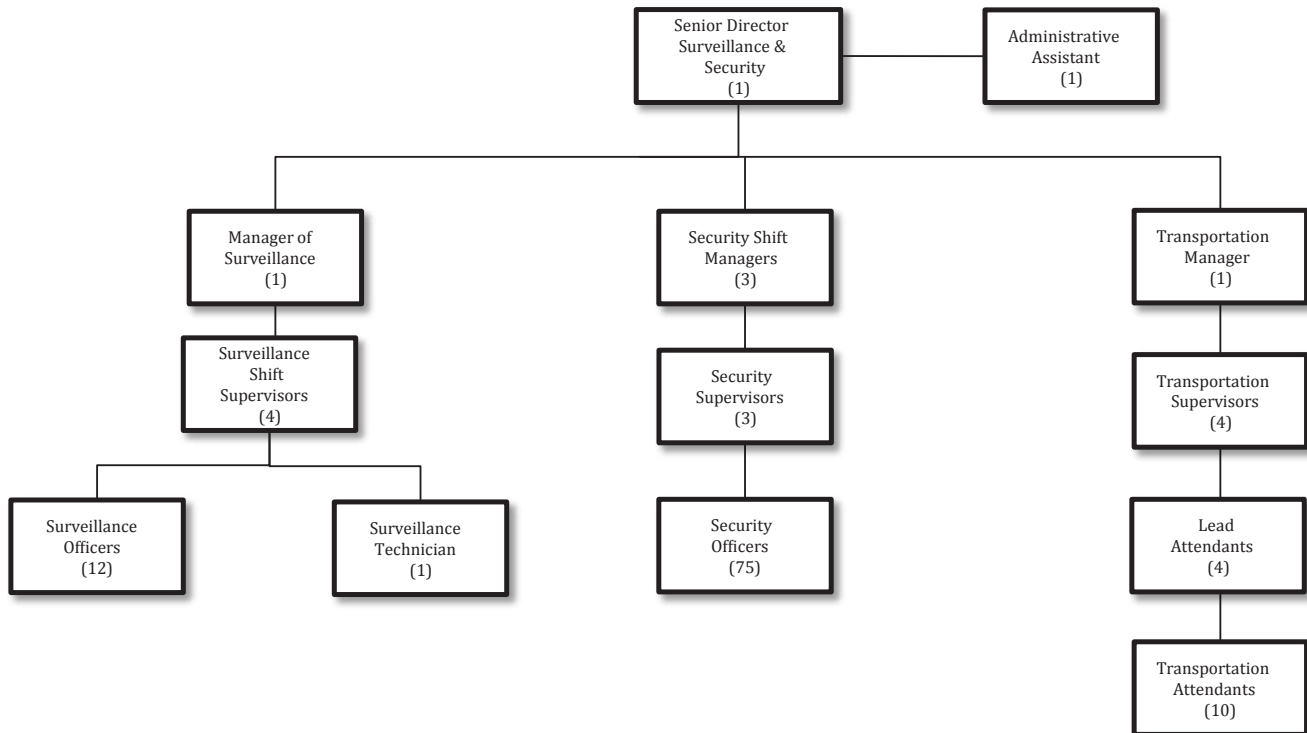 Senior Director
Surveillance &
Security
(1)
Administrative
Assistant
(1)
Manager of
Surveillance
(1)
Security Shift
Managers
(3)
Transportation
Manager
(1)
Surveillance
Shift
Supervisors
(4)
Security
Supervisors
(3)
Transportation
Supervisors
(4)
Surveillance
Officers
(12)
Surveillance
Technician
(1)
Security
Officers
(75)
Lead
Attendants
(4)
Transportation
Attendants
(10)